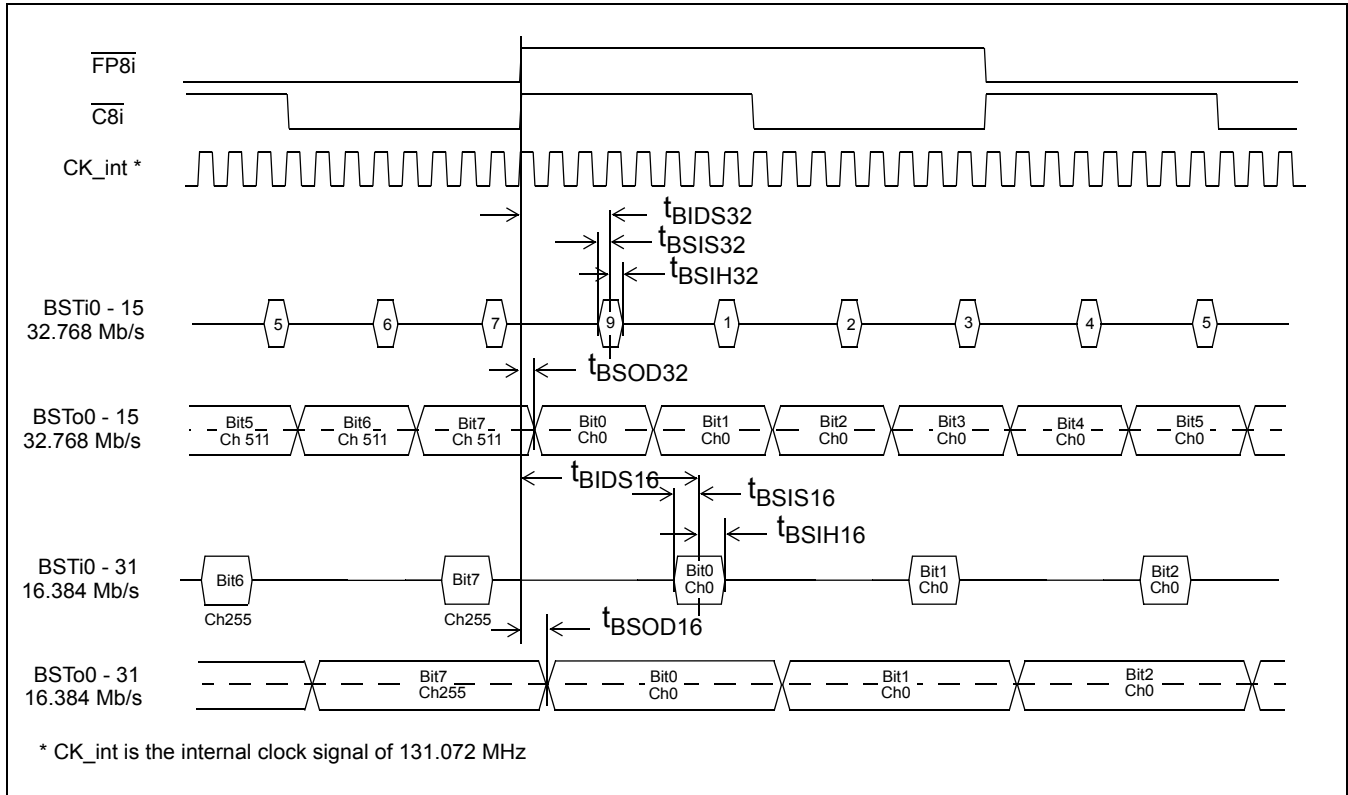 FP8i
C8i
CK_int *
tBIDS32
tBSIS32
tBSIH32
BSTi0 - 15
32.768 Mb/s
5 6 7 9 1 2 3 4 5
tBSOD32
BSTo0 - 15
32.768 Mb/s
Bit5 Bit6 Bit7 Bit0 Bit1 Bit2 Bit3 Bit4 Bit5
Ch 511 Ch 511 Ch 511 Ch0 Ch0 Ch0 Ch0 Ch0 Ch0
tBIDS16
tBSIS16
tBSIH16
BSTi0 - 31
16.384 Mb/s
Bit6 Bit7 Bit0 Bit1 Bit2
Ch0 Ch0 Ch0
Ch255 Ch255
tBSOD16
BSTo0 - 31
16.384 Mb/s
Bit7 Bit0 Bit1 Bit2
Ch255 Ch0 Ch0 Ch0
* CK_int is the internal clock signal of 131.072 MHz